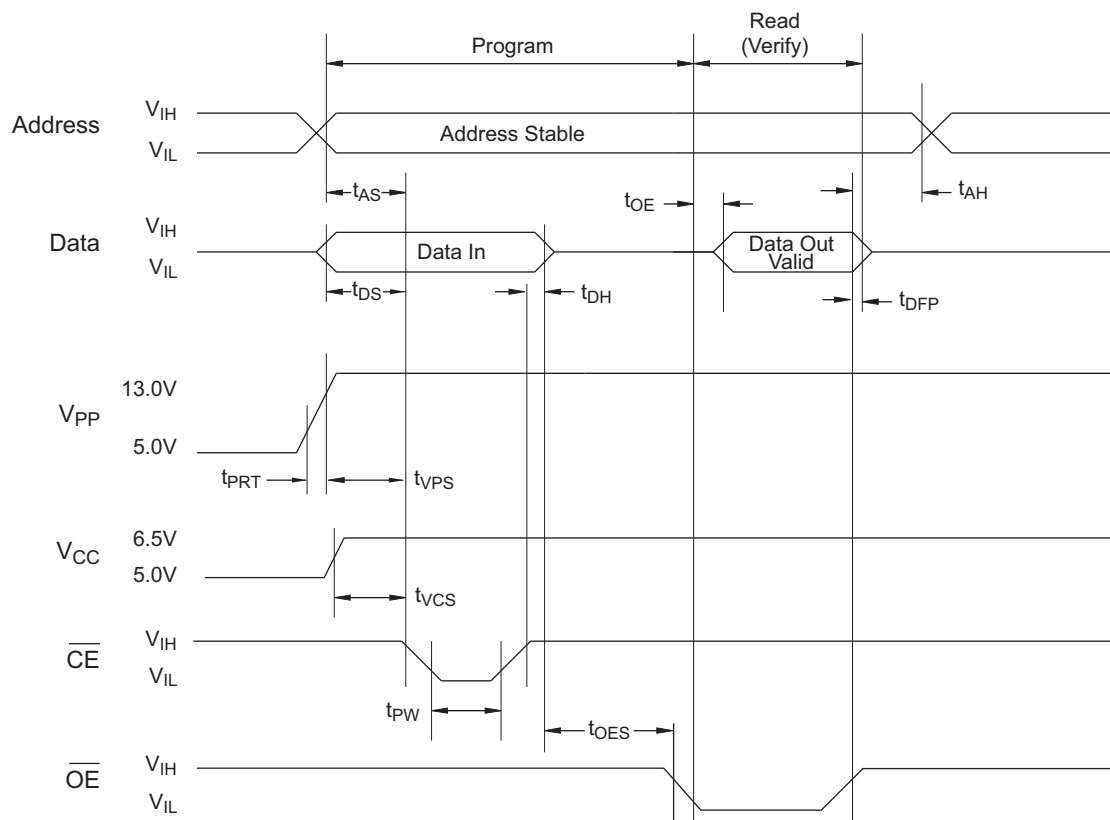 Read
(Verify)
Program
Address
VIH
VIL
Address Stable
tAS
tOE
tAH
Data
VIH
VIL
Data In
Data Out
Valid
tDS
tDH
tDFP
VPP
13.0V
5.0V
tPRT
tVPS
VCC
6.5V
5.0V
tVCS
CE
VIH
VIL
tPW
tOES
OE
VIH
VIL